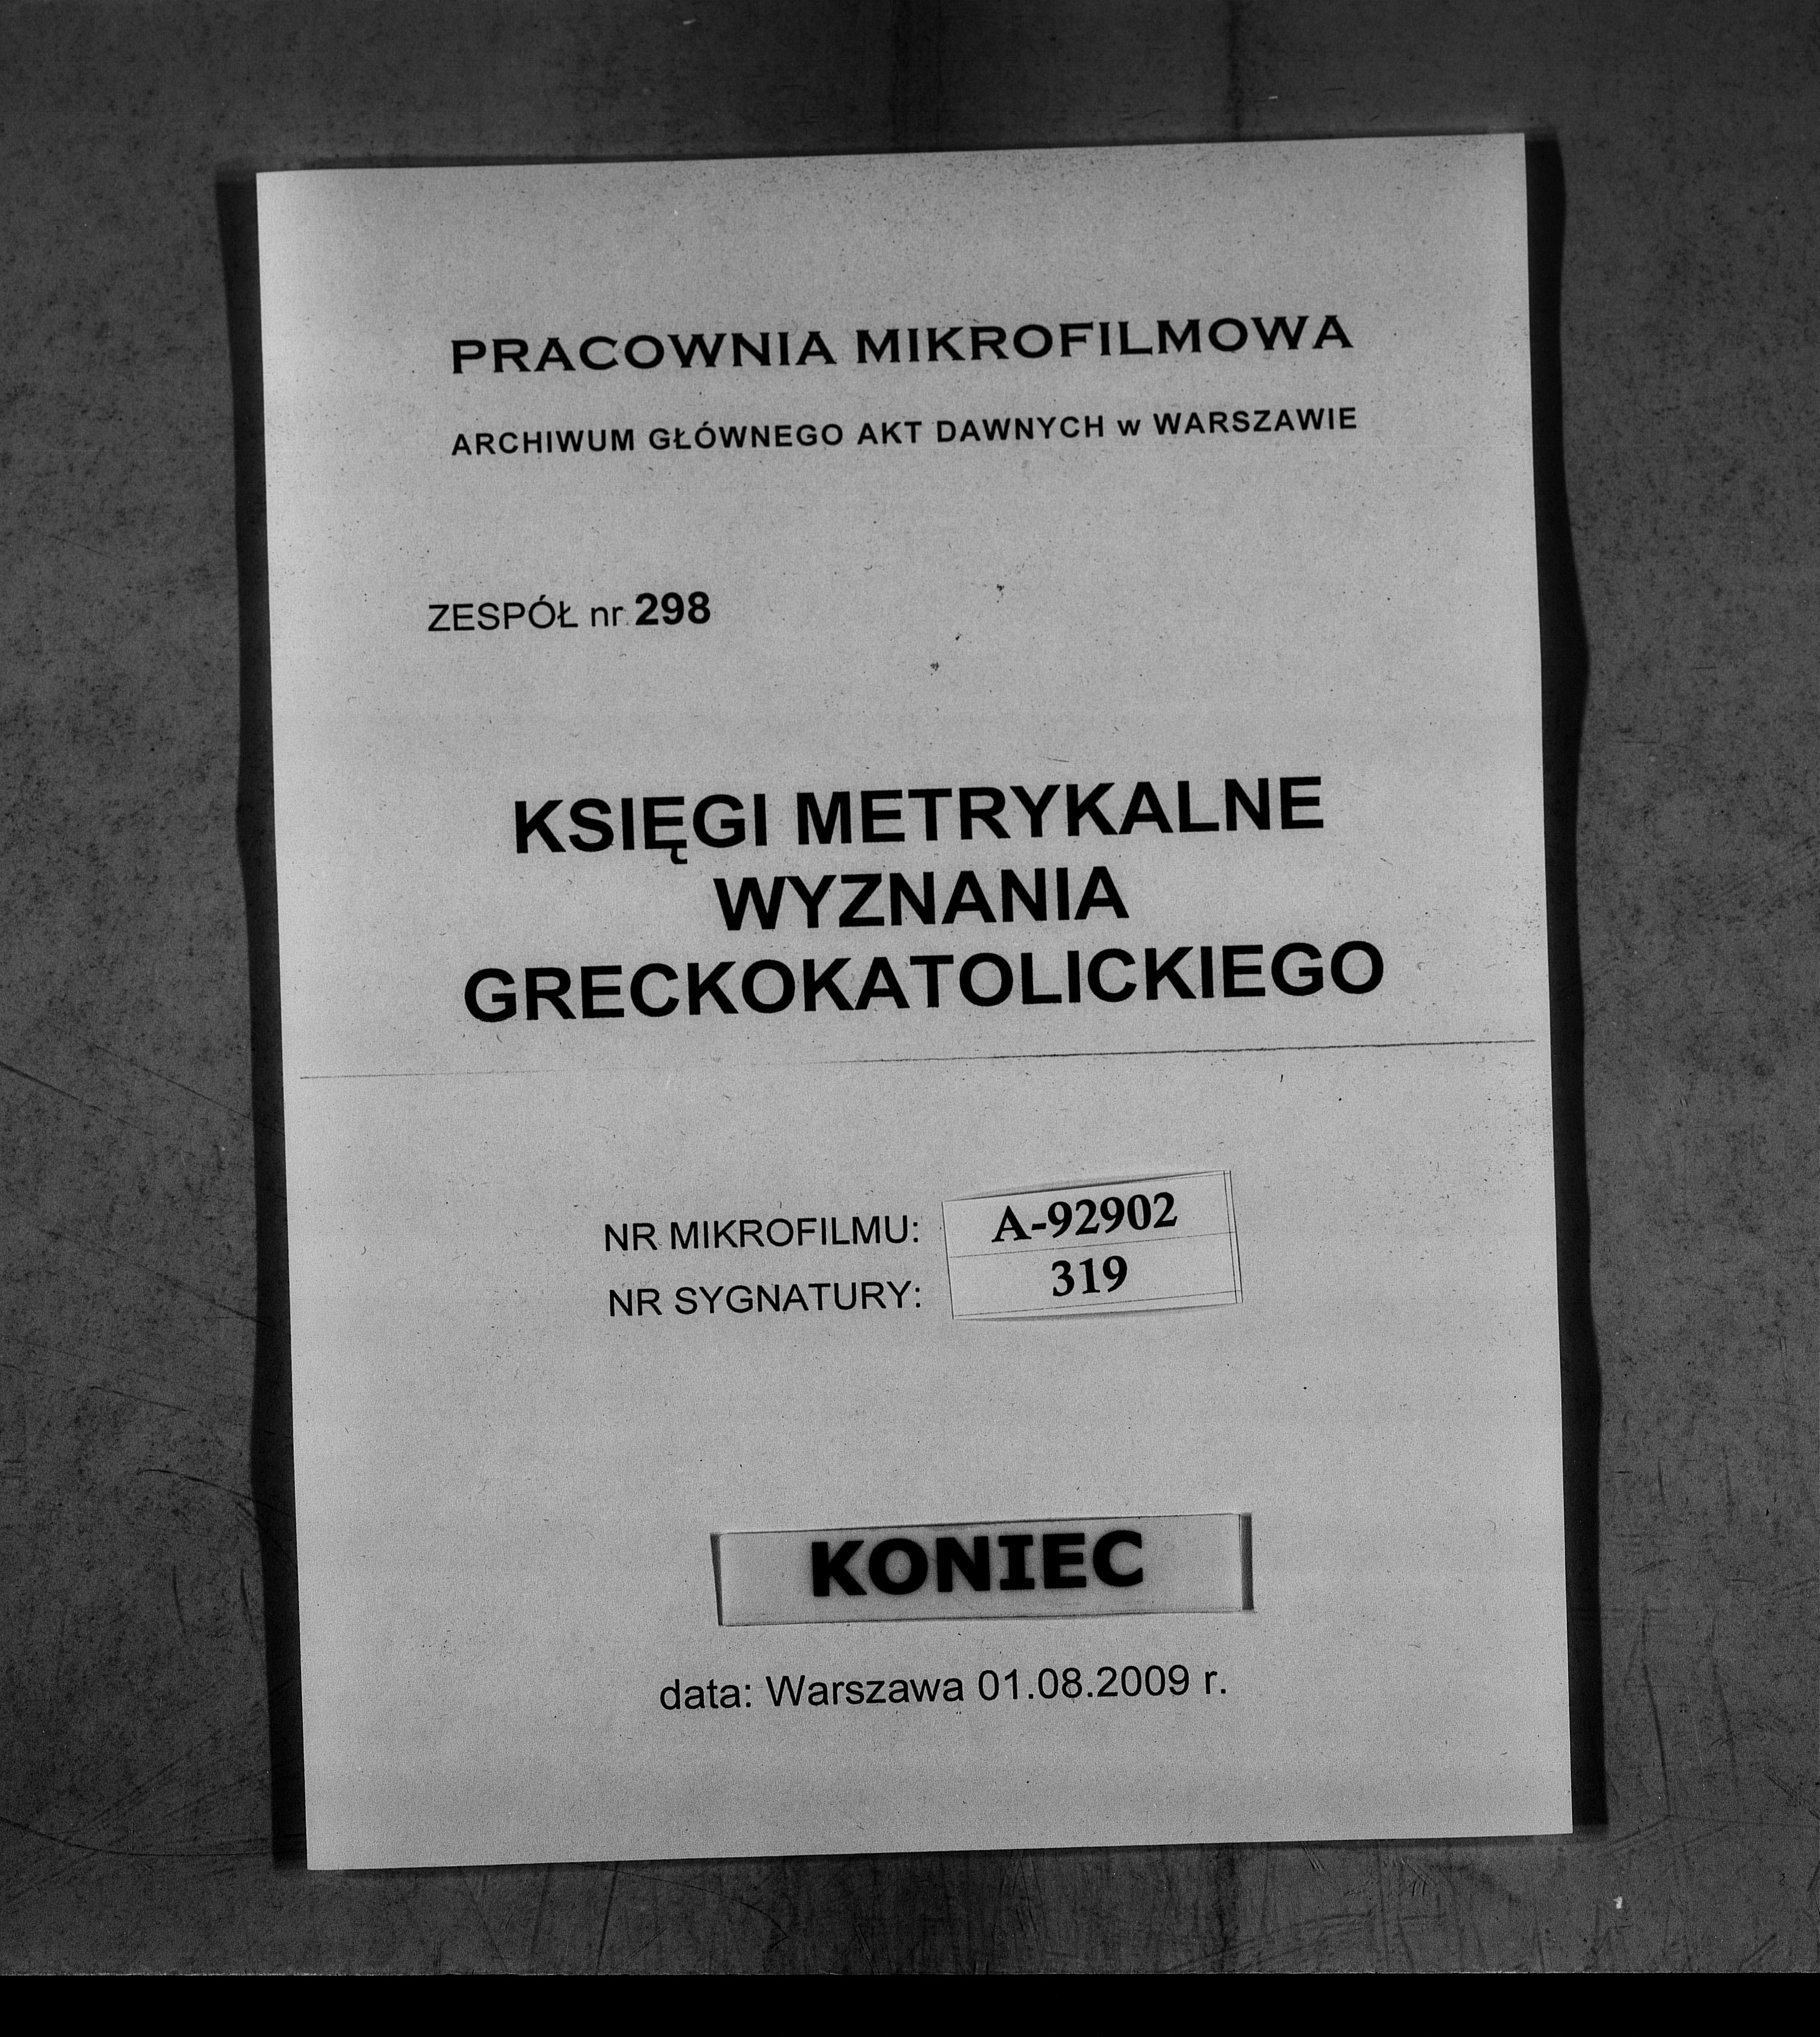 PRACOWNIA MIKROFILMOWA
ARCHIWUM GŁÓWNEGO AKT DAWNYCH w WARSZAWIE
ZESPÓŁ nr 298
KSIĘGI METRYKALNE
WYZNANIA
GRECKOKATOLICKIEGO
NR MIKROFILMU: A-92902
NR SYGNATURY: 319
KONIEC
data: Warszawa 01.08.2009 r.